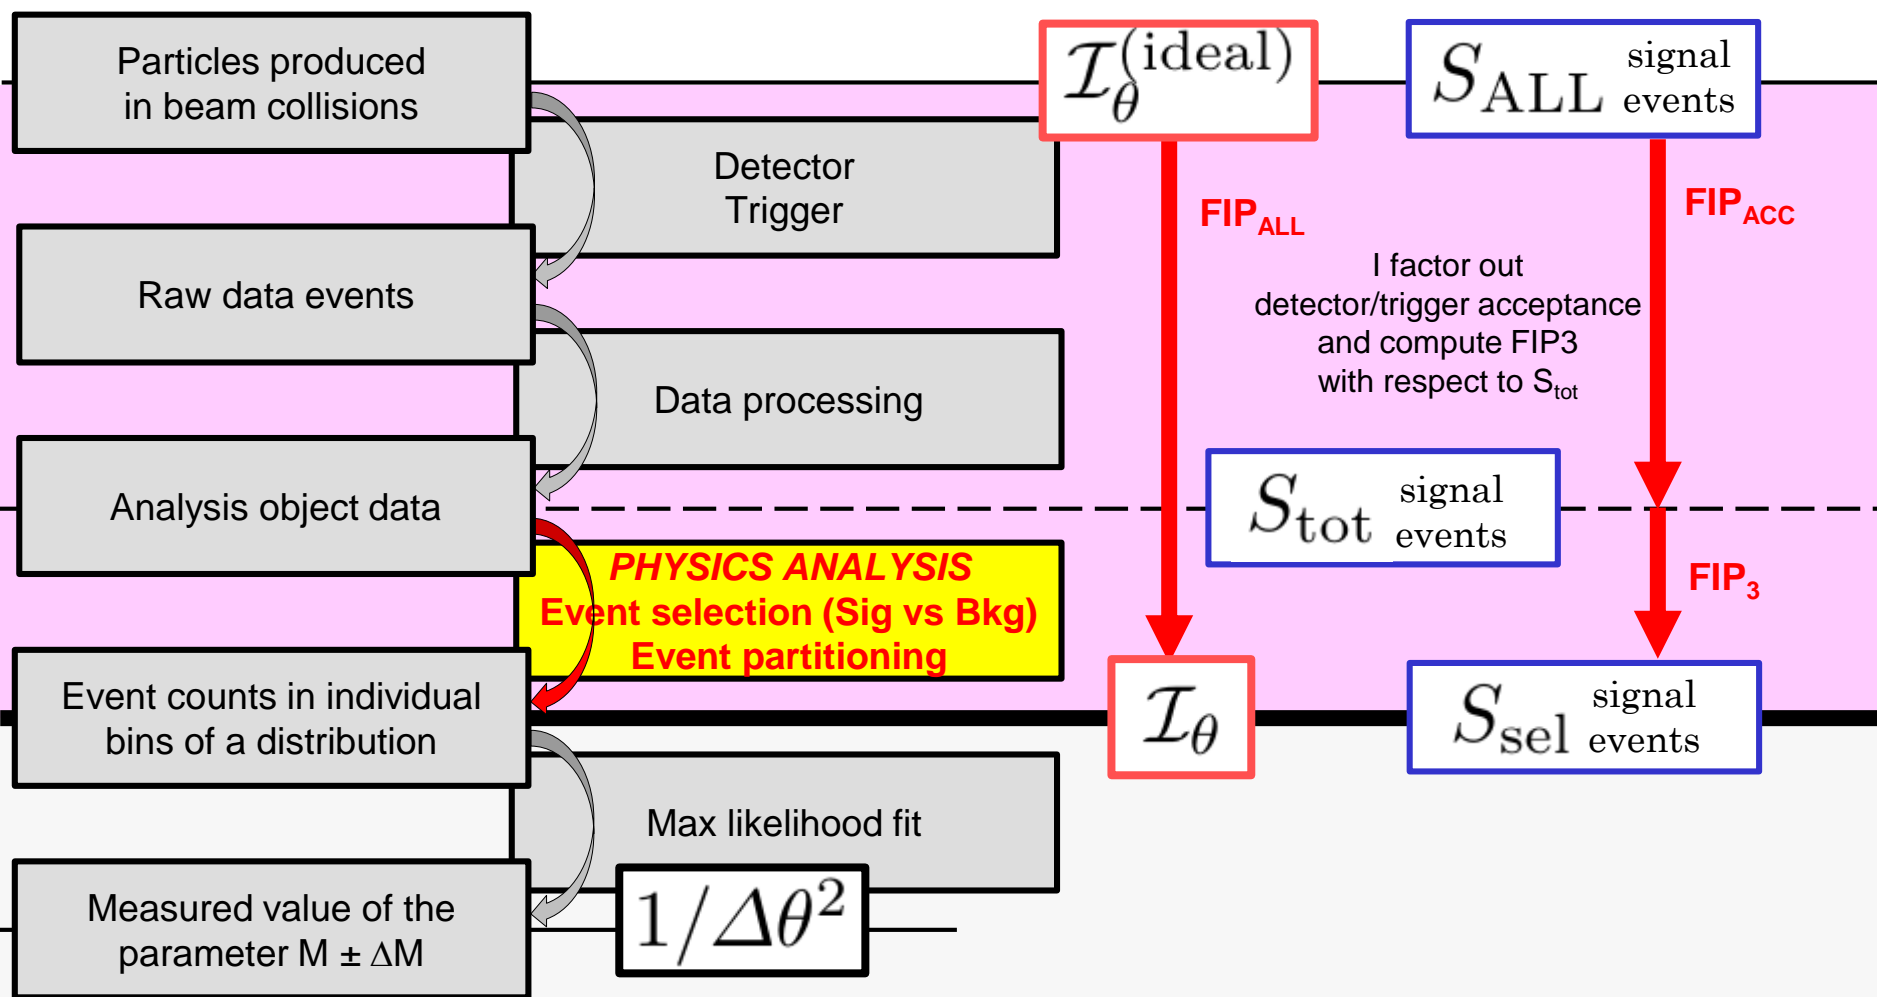 Particles produced
in beam collisions
Detector
Trigger
Raw data events
Data processing
Analysis object data
PHYSICS ANALYSIS
Event selection (Sig vs Bkg)
Event partitioning
Event counts in individual
bins of a distribution
Max likelihood fit
Measured value of the
parameter M ± ΔM
1/Δθ²
ℐ_θ^(ideal)
FIP_ALL
ℐ_θ
S_ALL signal
events
FIP_ACC
I factor out
detector/trigger acceptance
and compute FIP3
with respect to S_tot
S_tot signal
events
FIP_3
S_sel signal
events